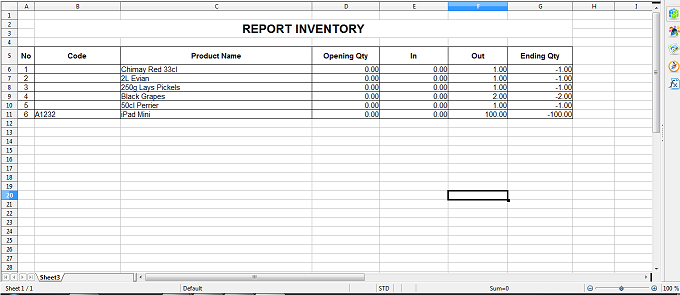 A B C D E F G H I
1
2 REPORT INVENTORY
3
4
5 No Code Product Name Opening Qty In Out Ending Qty
6 1 Chimay Red 33cl 0.00 0.00 1.00 -1.00
7 2 2L Evian 0.00 0.00 1.00 -1.00
8 3 250g Lays Pickels 0.00 0.00 1.00 -1.00
9 4 Black Grapes 0.00 0.00 2.00 -2.00
10 5 50cl Perrier 0.00 0.00 1.00 -1.00
11 6 A1232 iPad Mini 0.00 0.00 100.00 -100.00
12
13
14
15
16
17
18
19
20
21
22
23
24
25
26
27
28
Sheet3
Sheet 1 / 1 Default STD Sum=0 100 %